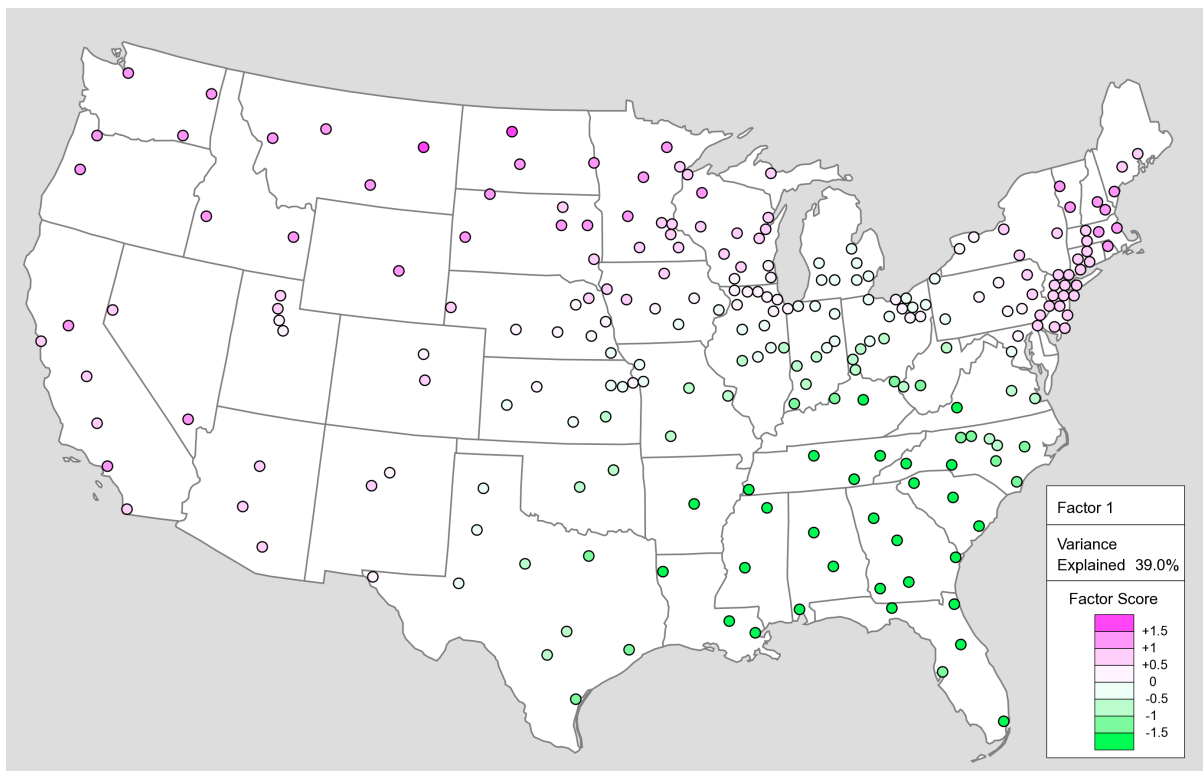 Factor 1
Variance
Explained 39.0%
Factor Score
+1.5
+1
+0.5
0
-0.5
-1
-1.5